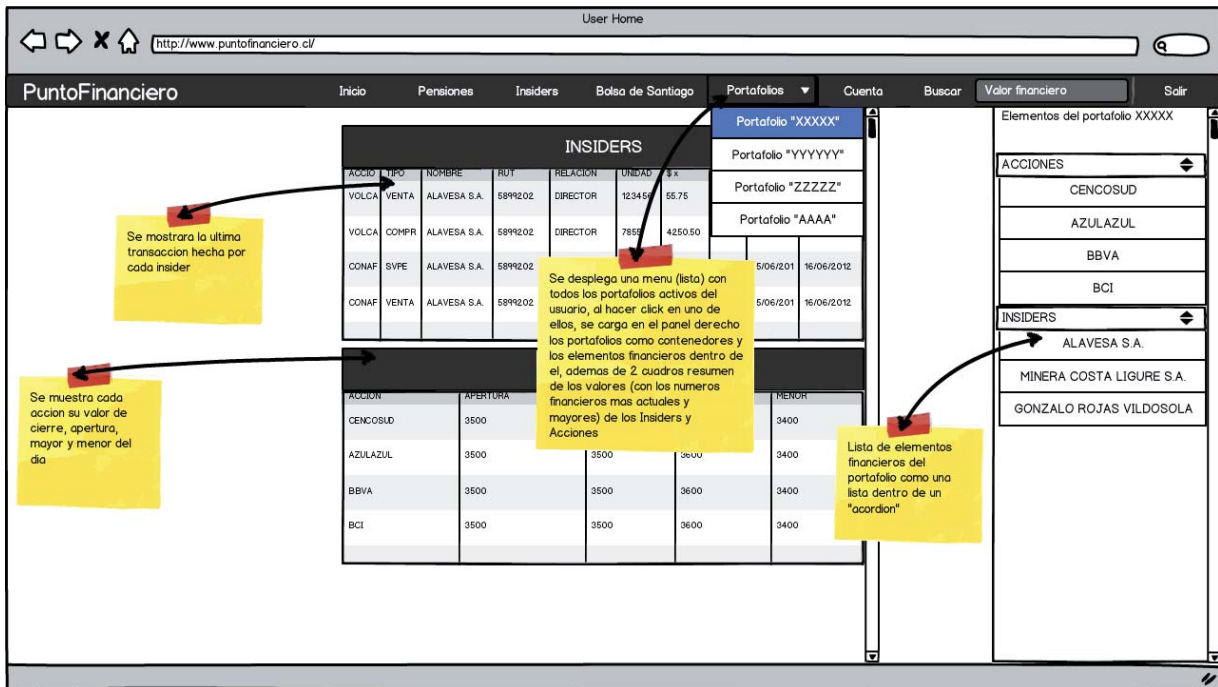 User Home
http://www.puntofinanciero.cl/
PuntoFinanciero
Inicio
Pensiones
Insiders
Bolsa de Santiago
Portafolios
Cuenta
Buscar
Valor financiero
Salir
Portafolio "XXXXX"
Portafolio "YYYYYY"
Portafolio "ZZZZZ"
Portafolio "AAAA"
INSIDERS
ACCIO TIPO NOMBRE RUT RELACION UNIDAD $ x
VOLCA VENTA ALAVESA S.A. 5899202 DIRECTOR 123456 55.75
VOLCA COMPR ALAVESA S.A. 5899202 DIRECTOR 7855 4250.50
CONAF SVPE ALAVESA S.A. 5899202 5/06/201 16/06/2012
CONAF VENTA ALAVESA S.A. 5899202 5/06/201 16/06/2012
Se mostrara la ultima
transaccion hecha por
cada insider
Se desplega una menu (lista) con
todos los portafolios activos del
usuario, al hacer click en uno de
ellos, se carga en el panel derecho
los portafolios como contenedores y
los elementos financieros dentro de
el, ademas de 2 cuadros resumen
de los valores (con los numeros
financieros mas actuales y
mayores) de los Insiders y
Acciones
Se muestra cada
accion su valor de
cierre, apertura,
mayor y menor del
dia
ACCION APERTURA MENOR
CENCOSUD 3500 3400
AZULAZUL 3500 3500 3600 3400
BBVA 3500 3500 3600 3400
BCI 3500 3500 3600 3400
Elementos del portafolio XXXXX
ACCIONES
CENCOSUD
AZULAZUL
BBVA
BCI
INSIDERS
ALAVESA S.A.
MINERA COSTA LIGURE S.A.
GONZALO ROJAS VILDOSOLA
Lista de elementos
financieros del
portafolio como una
lista dentro de un
"acordion"